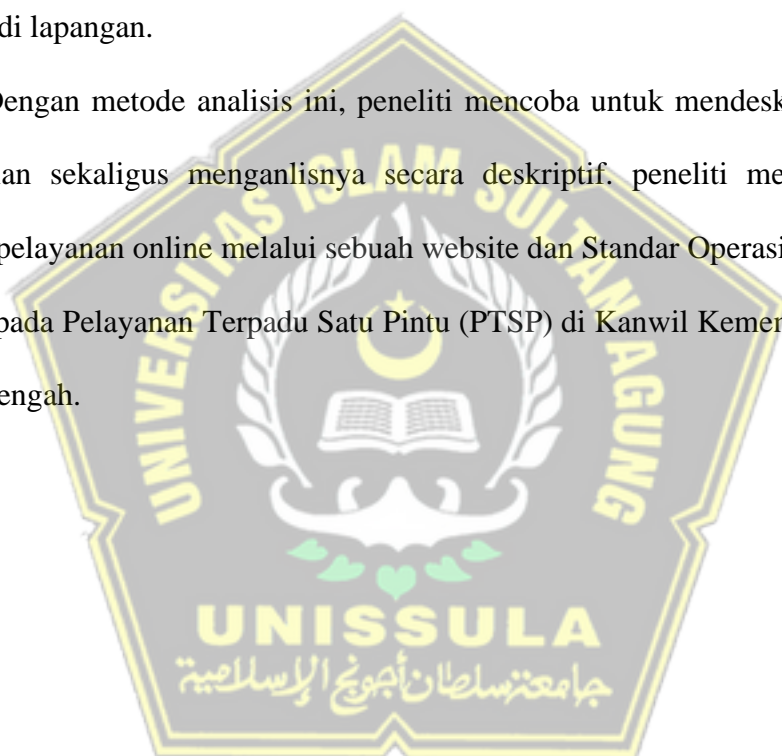 di lapangan.
Dengan metode analisis ini, peneliti mencoba untuk mendesk
an sekaligus menganlisnya secara deskriptif. peneliti me
pelayanan online melalui sebuah website dan Standar Operasi
pada Pelayanan Terpadu Satu Pintu (PTSP) di Kanwil Kemen
engah.
UNIVERSITAS ISLAM SULTAN AGUNG
UNISSULA
جامعة سلطان أجونج الإسلامية